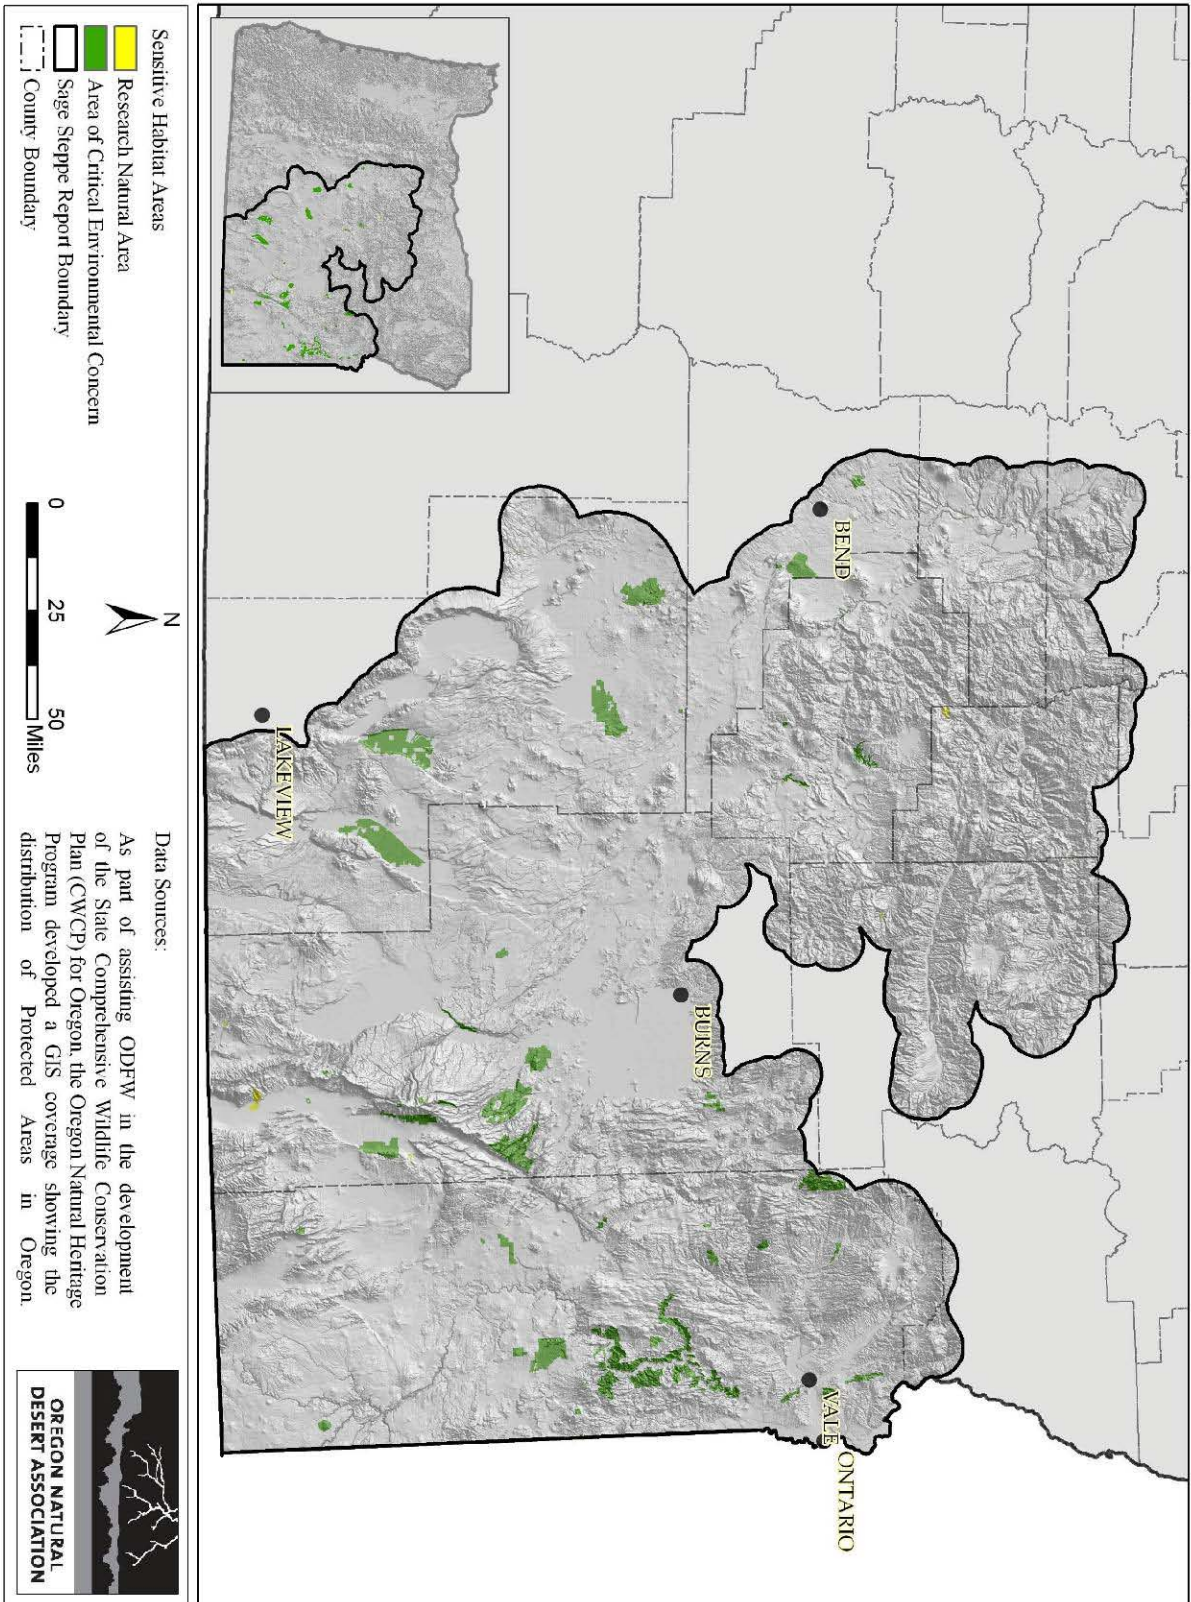 BEND
LAKEVIEW
BURNS
VALE
ONTARIO
Sensitive Habitat Areas
Research Natural Area
Area of Critical Environmental Concern
Sage Steppe Report Boundary
County Boundary
N
0 25 50
Miles
Data Sources:
As part of assisting ODFW in the development
of the State Comprehensive Wildlife Conservation
Plan (CWCP) for Oregon, the Oregon Natural Heritage
Program developed a GIS coverage showing the
distribution of Protected Areas in Oregon.
OREGON NATURAL
DESERT ASSOCIATION